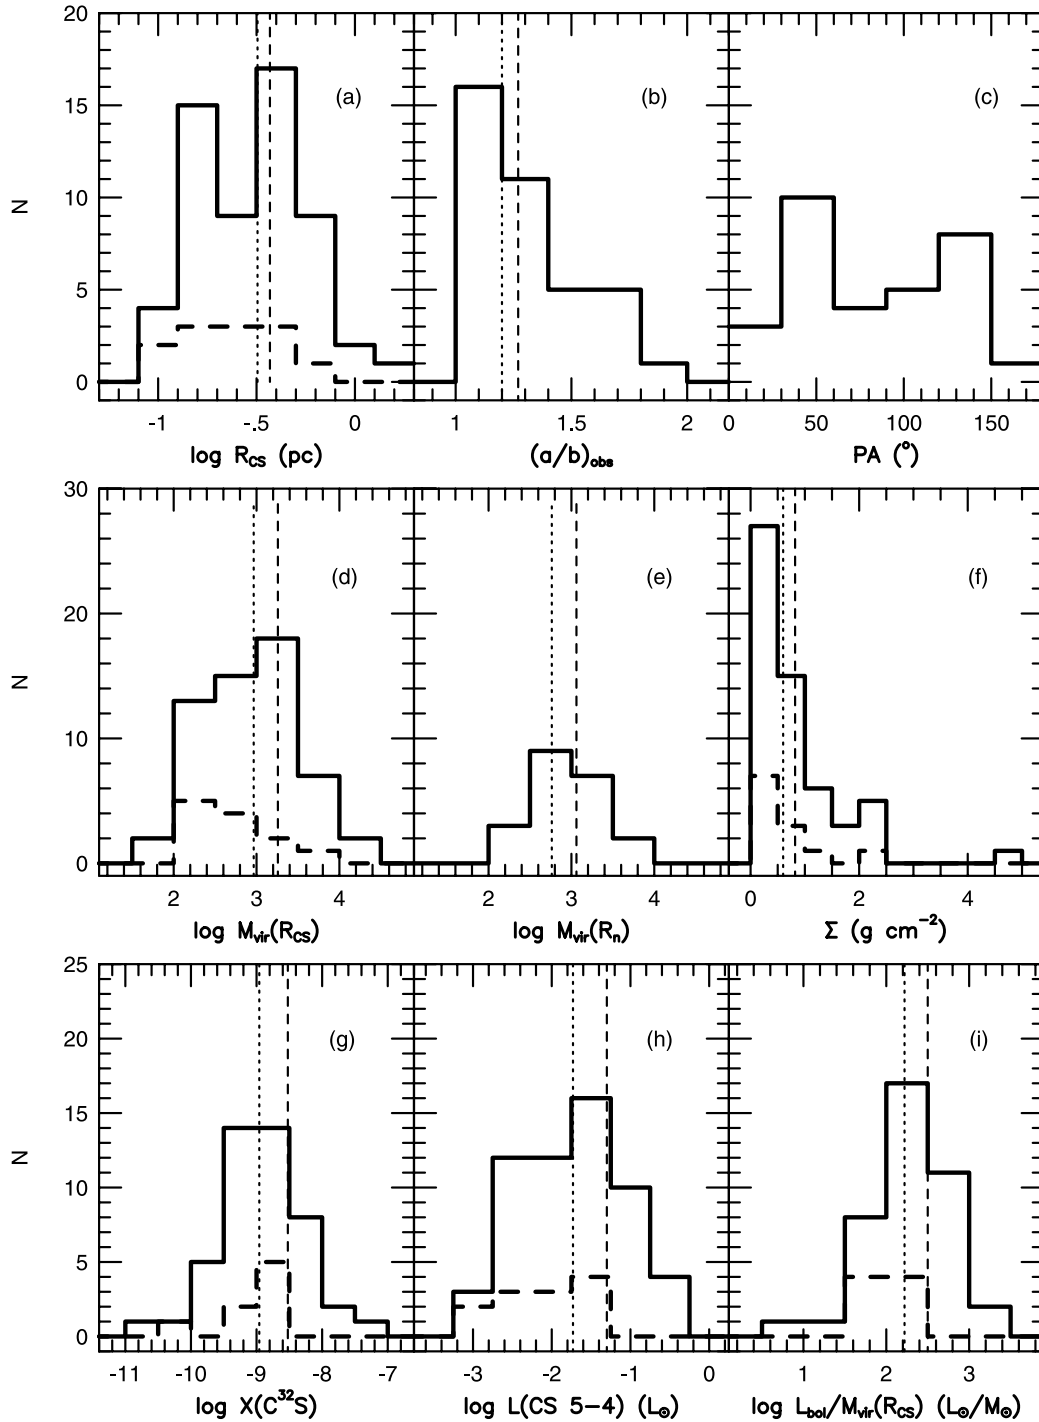 20
15
10
5
0
N
(a)
(b)
(c)
-1
-.5
0
1
1.5
2
0
50
100
150
log R_CS (pc)
(a/b)_obs
PA (°)
30
20
10
0
N
(d)
(e)
(f)
2
3
4
2
3
4
0
2
4
log M_vir(R_CS)
log M_vir(R_n)
Σ (g cm⁻²)
25
20
15
10
5
0
N
(g)
(h)
(i)
-11
-10
-9
-8
-7
-3
-2
-1
0
1
2
3
log X(C³²S)
log L(CS 5-4) (L_⊙)
log L_bol/M_vir(R_CS) (L_⊙/M_⊙)